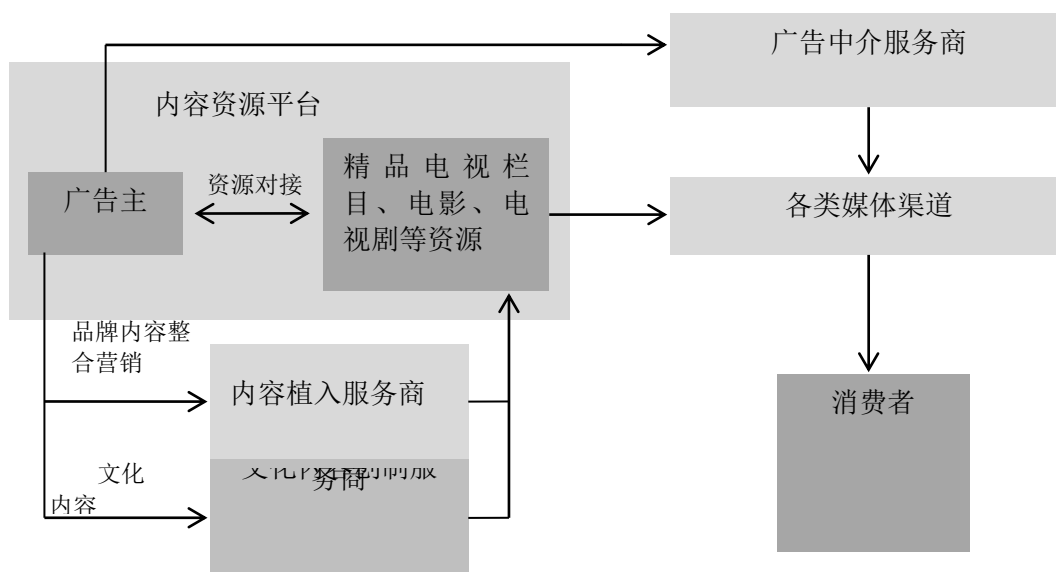 广告中介服务商
内容资源平台
精品电视栏
目、电影、电
视剧等资源
资源对接
广告主
各类媒体渠道
品牌内容整
合营销
内容植入服务商
消费者
文化
内容
务商